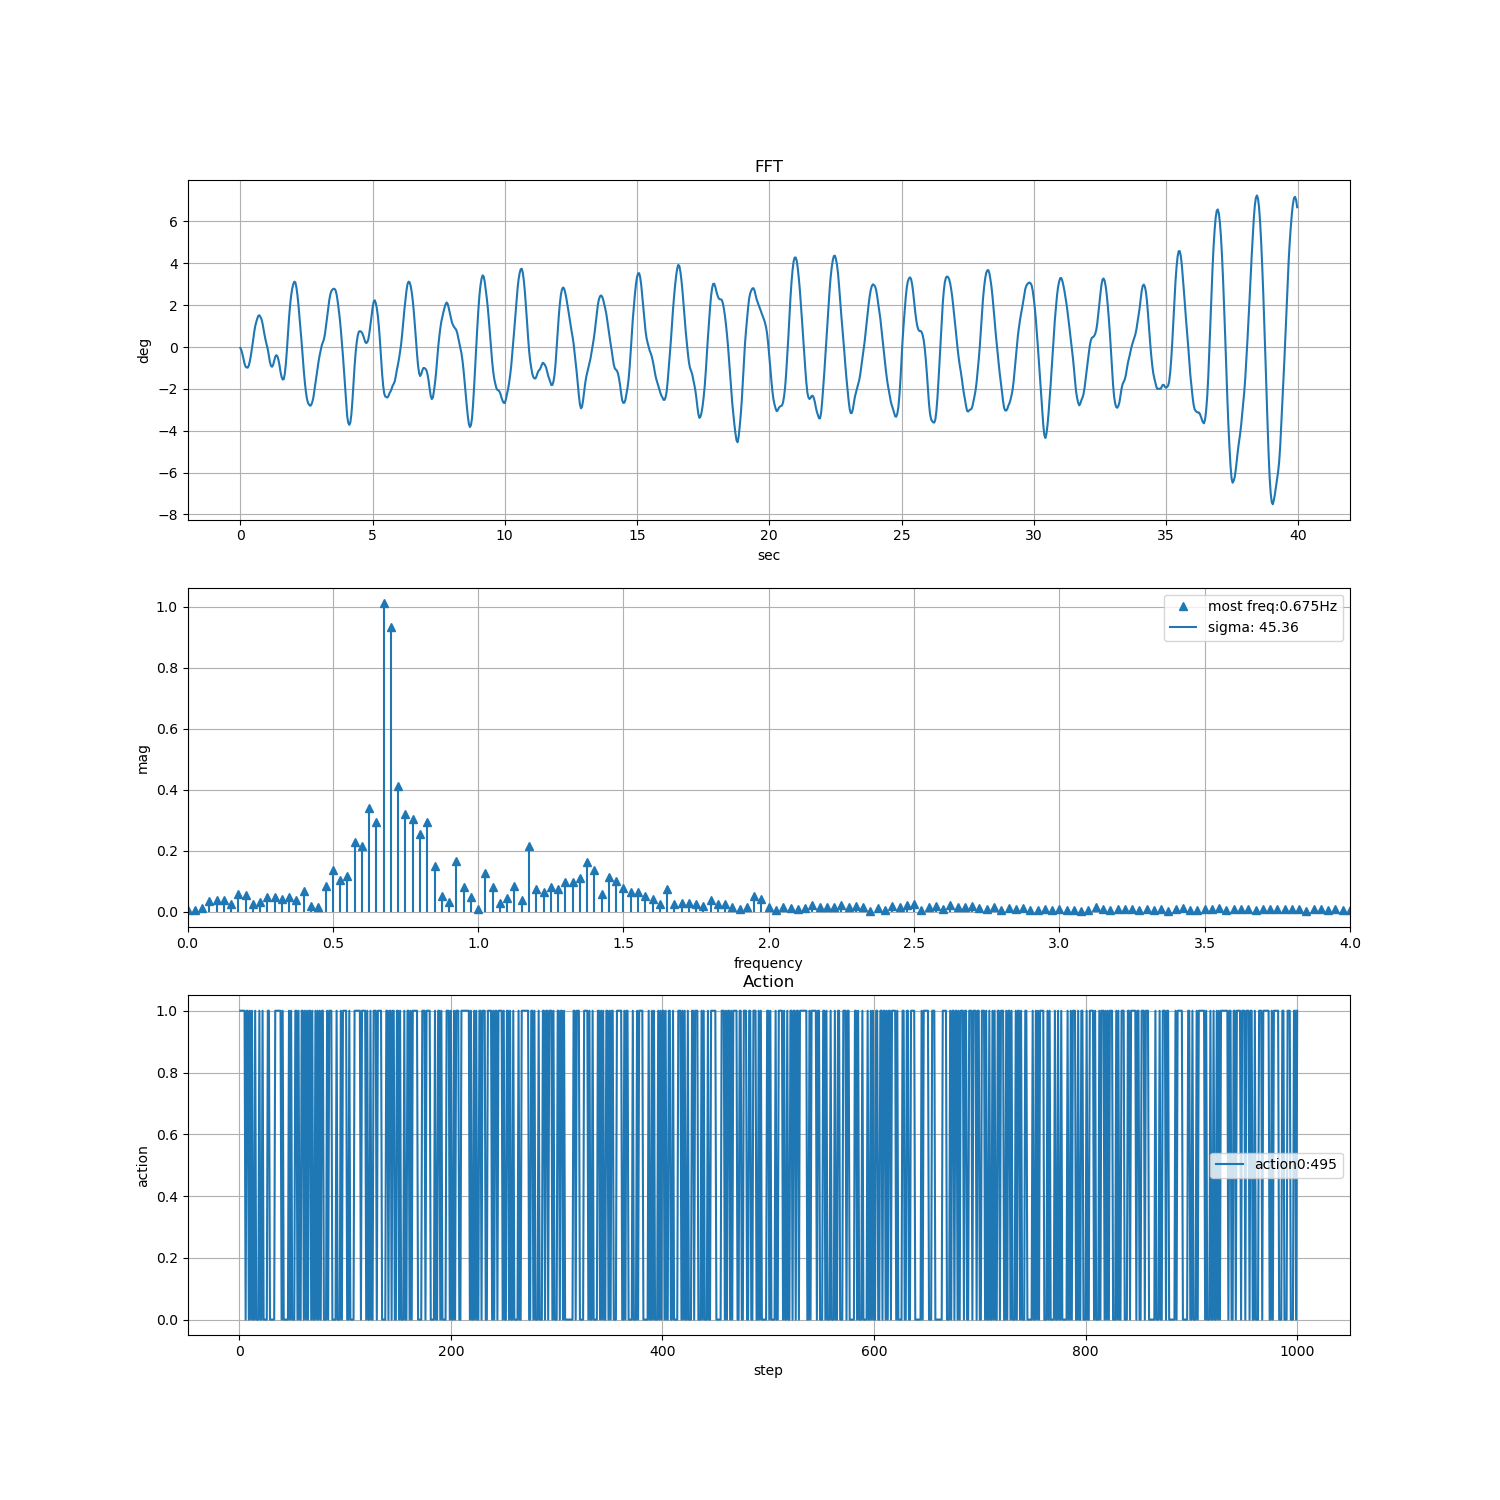 FFT
6
4
2
0
−2
−4
−6
−8
deg
0 5 10 15 20 25 30 35 40
sec
1.0
0.8
0.6
0.4
0.2
0.0
mag
most freq:0.675Hz
sigma: 45.36
0.0 0.5 1.0 1.5 2.0 2.5 3.0 3.5 4.0
frequency
Action
1.0
0.8
0.6
0.4
0.2
0.0
action
action0:495
0 200 400 600 800 1000
step